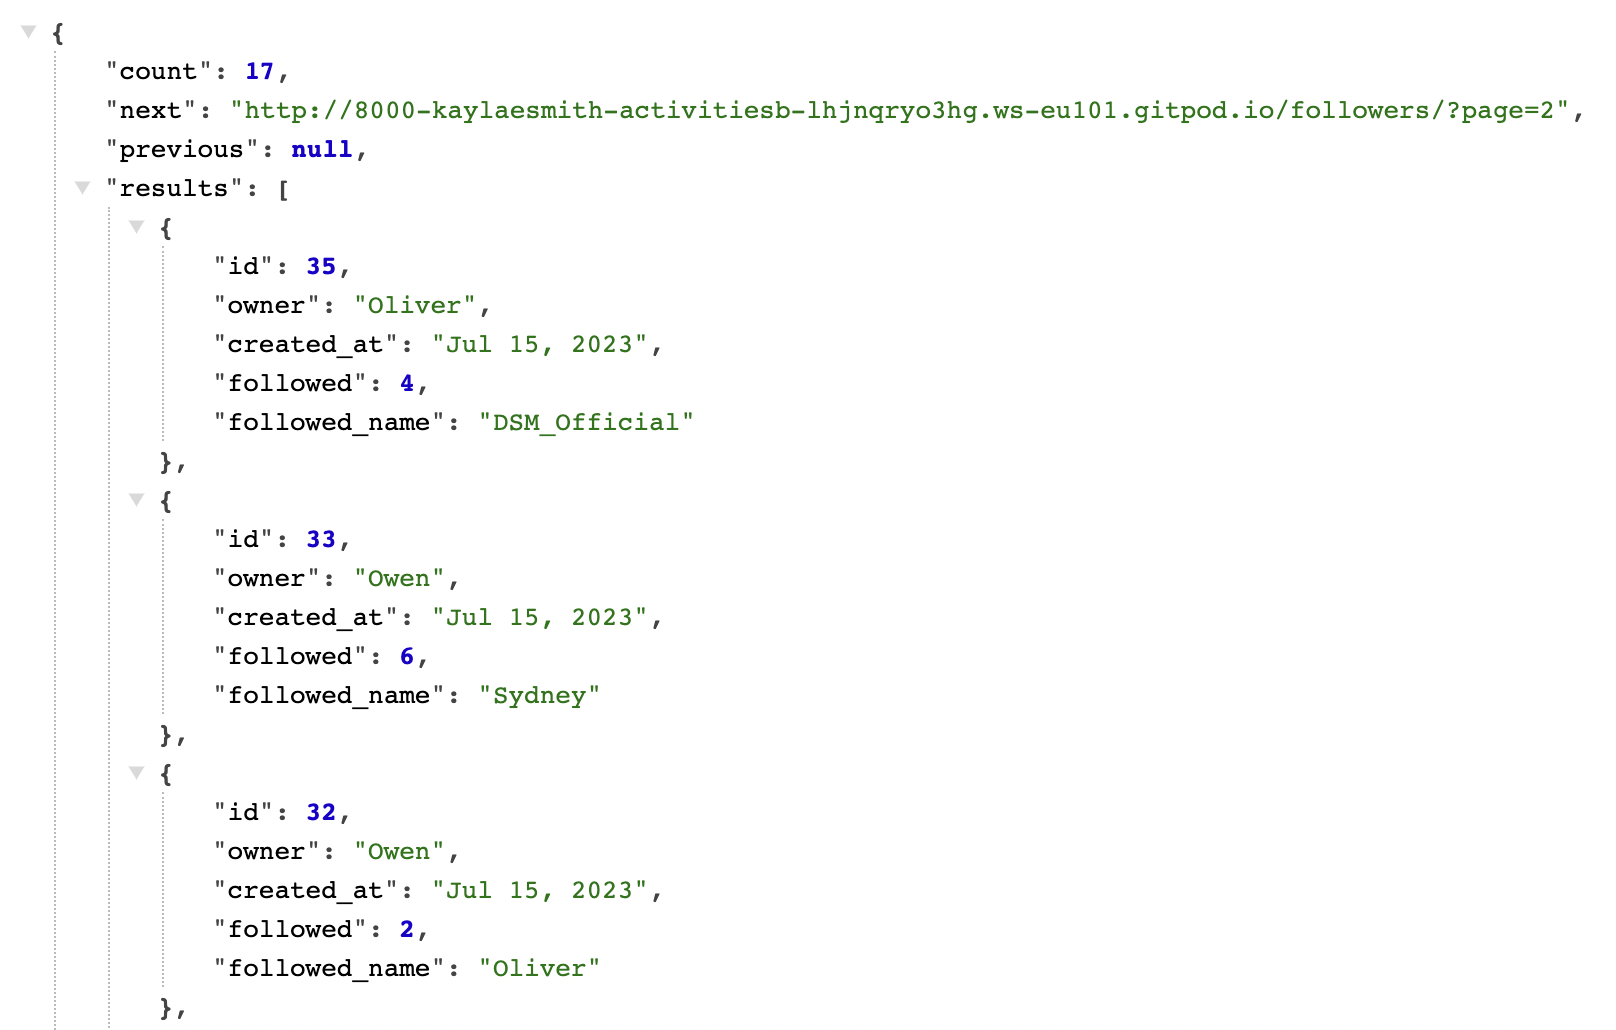 {
"count": 17,
"next": "http://8000-kaylaesmith-activitiesb-lhjnqryo3hg.ws-eu101.gitpod.io/followers/?page=2",
"previous": null,
"results": [
{
"id": 35,
"owner": "Oliver",
"created_at": "Jul 15, 2023",
"followed": 4,
"followed_name": "DSM_Official"
},
{
"id": 33,
"owner": "Owen",
"created_at": "Jul 15, 2023",
"followed": 6,
"followed_name": "Sydney"
},
{
"id": 32,
"owner": "Owen",
"created_at": "Jul 15, 2023",
"followed": 2,
"followed_name": "Oliver"
},